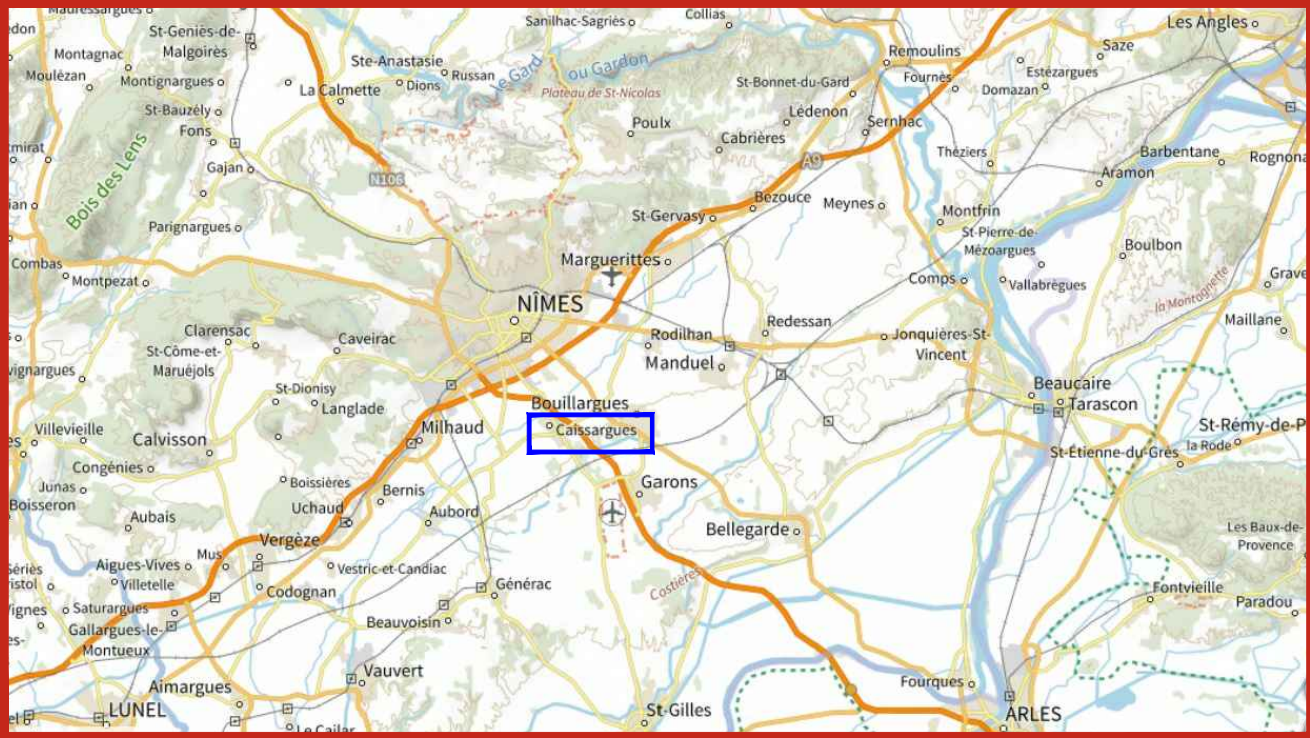 Sanilhac-Sagriès
Collias
Les Angles
St-Geniès-de-
Malgoirès
Montagnac
Ste-Anastasie
Remoulins
Saze
Moulézan
Montignargues
Russan
le Gard
ou Gardon
Dions
La Calmette
Plateau de St-Nicolas
St-Bonnet-du-Gard
Fournès
Estézargues
Domazan
St-Bauzély
Fons
Poulx
Lédenon
Sernhac
Cabrières
Bois des Lens
Gajan
N106
A9
Théziers
Barbentane
Aramon
Parignargues
St-Gervasy
Bezouce
Meynes
Montfrin
St-Pierre-de-
Mézoargues
Boulbon
Combas
Montpezat
Marguerittes
Comps
Vallabrègues
la Montagnette
NÎMES
Clarensac
Caveirac
St-Côme-et-
Maruéjols
Rodilhan
Redessan
Manduel
Jonquières-St-
Vincent
Maillane
St-Dionisy
Langlade
Bouillargues
Caissargues
Beaucaire
Tarascon
Villevieille
Calvisson
Milhaud
St-Rémy-de-P
la Rode
St-Étienne-du-Grès
Congénies
Junas
Boisseron
Boissières
Bernis
Uchaud
Garons
Aubais
Aubord
Bellegarde
Les Baux-de-
Provence
Mus
Vergèze
Aigues-Vives
Villetelle
Vestric-et-Candiac
Codognan
Générac
Costières
Fontvieille
Paradou
Saturargues
Gallargues-le-
Montueux
Beauvoisin
Vauvert
Aimargues
Fourques
LUNEL
St-Gilles
ARLES